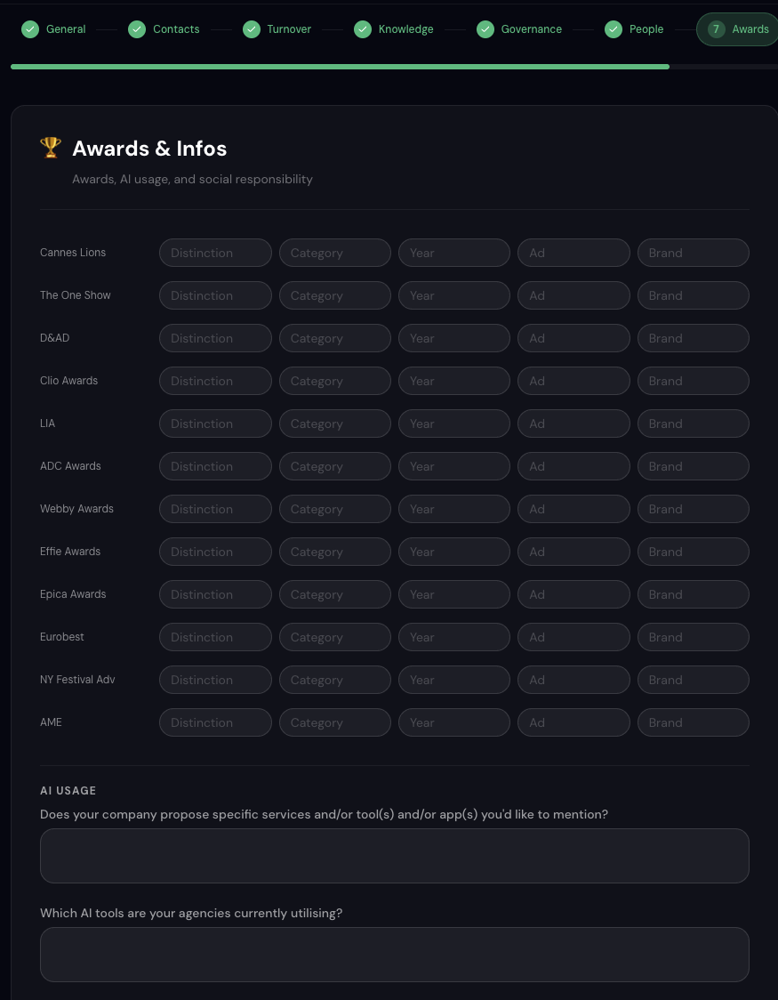 General Contacts Turnover Knowledge Governance People 7 Awards
Awards & Infos
Awards, AI usage, and social responsibility
Cannes Lions Distinction Category Year Ad Brand
The One Show Distinction Category Year Ad Brand
D&AD Distinction Category Year Ad Brand
Clio Awards Distinction Category Year Ad Brand
LIA Distinction Category Year Ad Brand
ADC Awards Distinction Category Year Ad Brand
Webby Awards Distinction Category Year Ad Brand
Effie Awards Distinction Category Year Ad Brand
Epica Awards Distinction Category Year Ad Brand
Eurobest Distinction Category Year Ad Brand
NY Festival Adv Distinction Category Year Ad Brand
AME Distinction Category Year Ad Brand
AI USAGE
Does your company propose specific services and/or tool(s) and/or app(s) you'd like to mention?
Which AI tools are your agencies currently utilising?